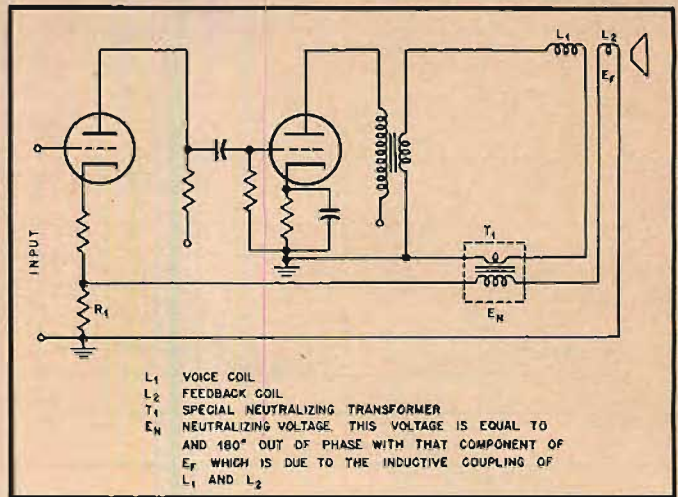 L1
L2
EF
T1
INPUT
R1
EN
L1 VOICE COIL
L2 FEEDBACK COIL
T1 SPECIAL NEUTRALIZING TRANSFORMER
EN NEUTRALIZING VOLTAGE. THIS VOLTAGE IS EQUAL TO
AND 180° OUT OF PHASE WITH THAT COMPONENT OF
EF WHICH IS DUE TO THE INDUCTIVE COUPLING OF
L1 AND L2